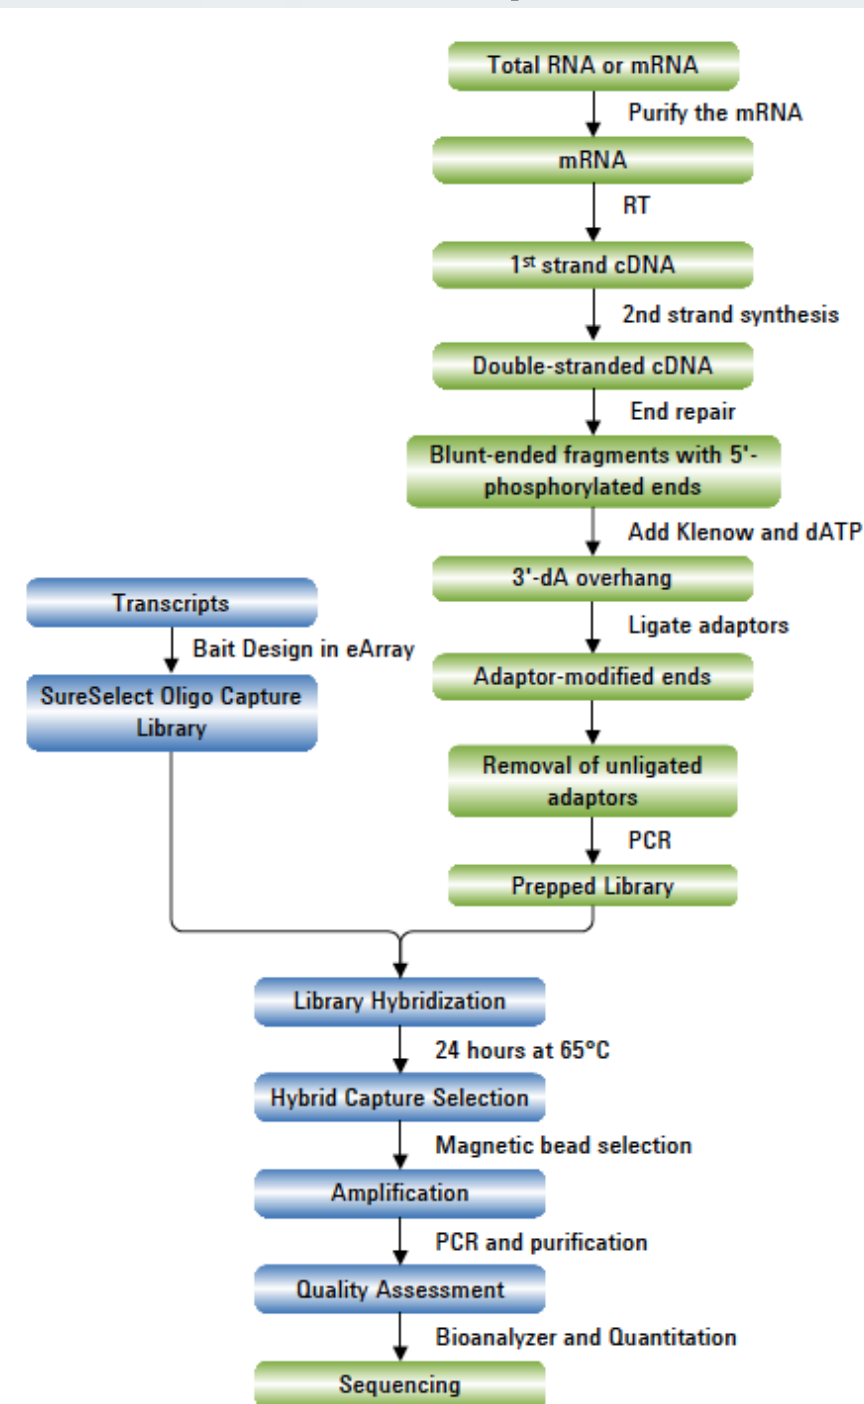 Total RNA or mRNA
Purify the mRNA
mRNA
RT
1st strand cDNA
2nd strand synthesis
Double-stranded cDNA
End repair
Blunt-ended fragments with 5'-
phosphorylated ends
Add Klenow and dATP
3'-dA overhang
Ligate adaptors
Adaptor-modified ends
Removal of unligated
adaptors
PCR
Prepped Library
Transcripts
Bait Design in eArray
SureSelect Oligo Capture
Library
Library Hybridization
24 hours at 65°C
Hybrid Capture Selection
Magnetic bead selection
Amplification
PCR and purification
Quality Assessment
Bioanalyzer and Quantitation
Sequencing